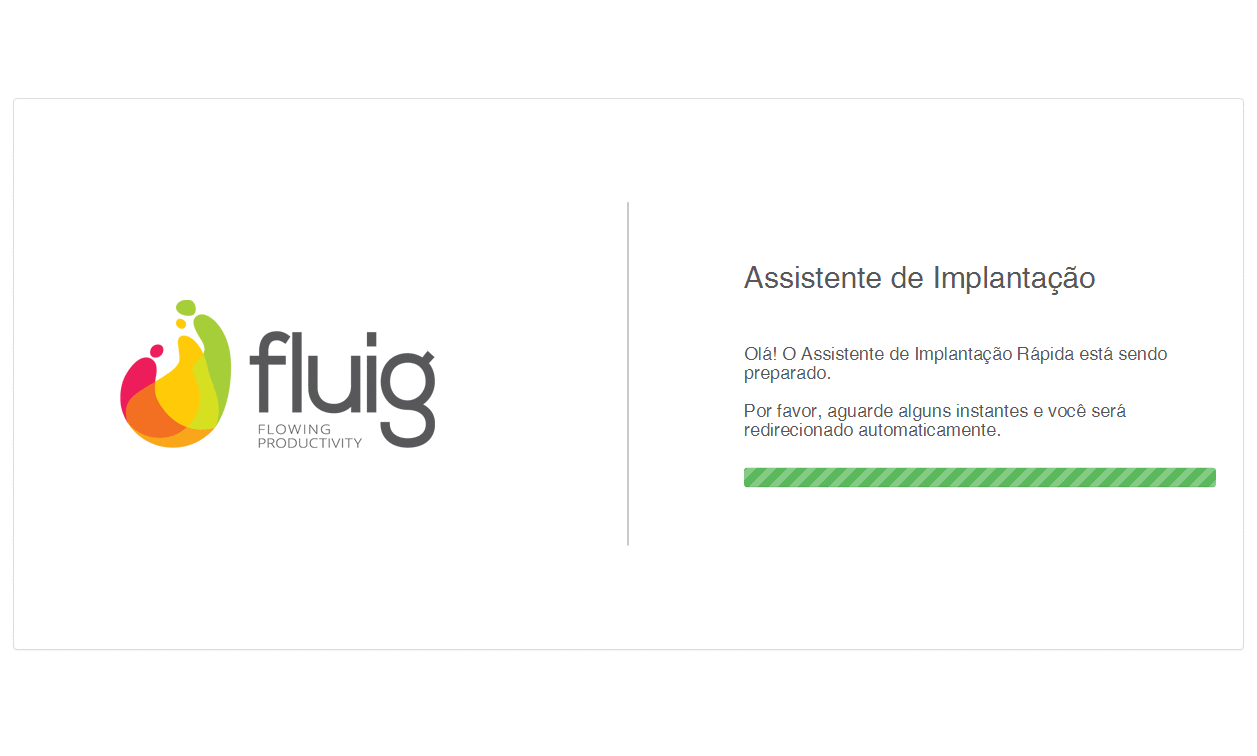 fluig
FLOWING
PRODUCTIVITY
Assistente de Implantação
Olá! O Assistente de Implantação Rápida está sendo
preparado.
Por favor, aguarde alguns instantes e você será
redirecionado automaticamente.